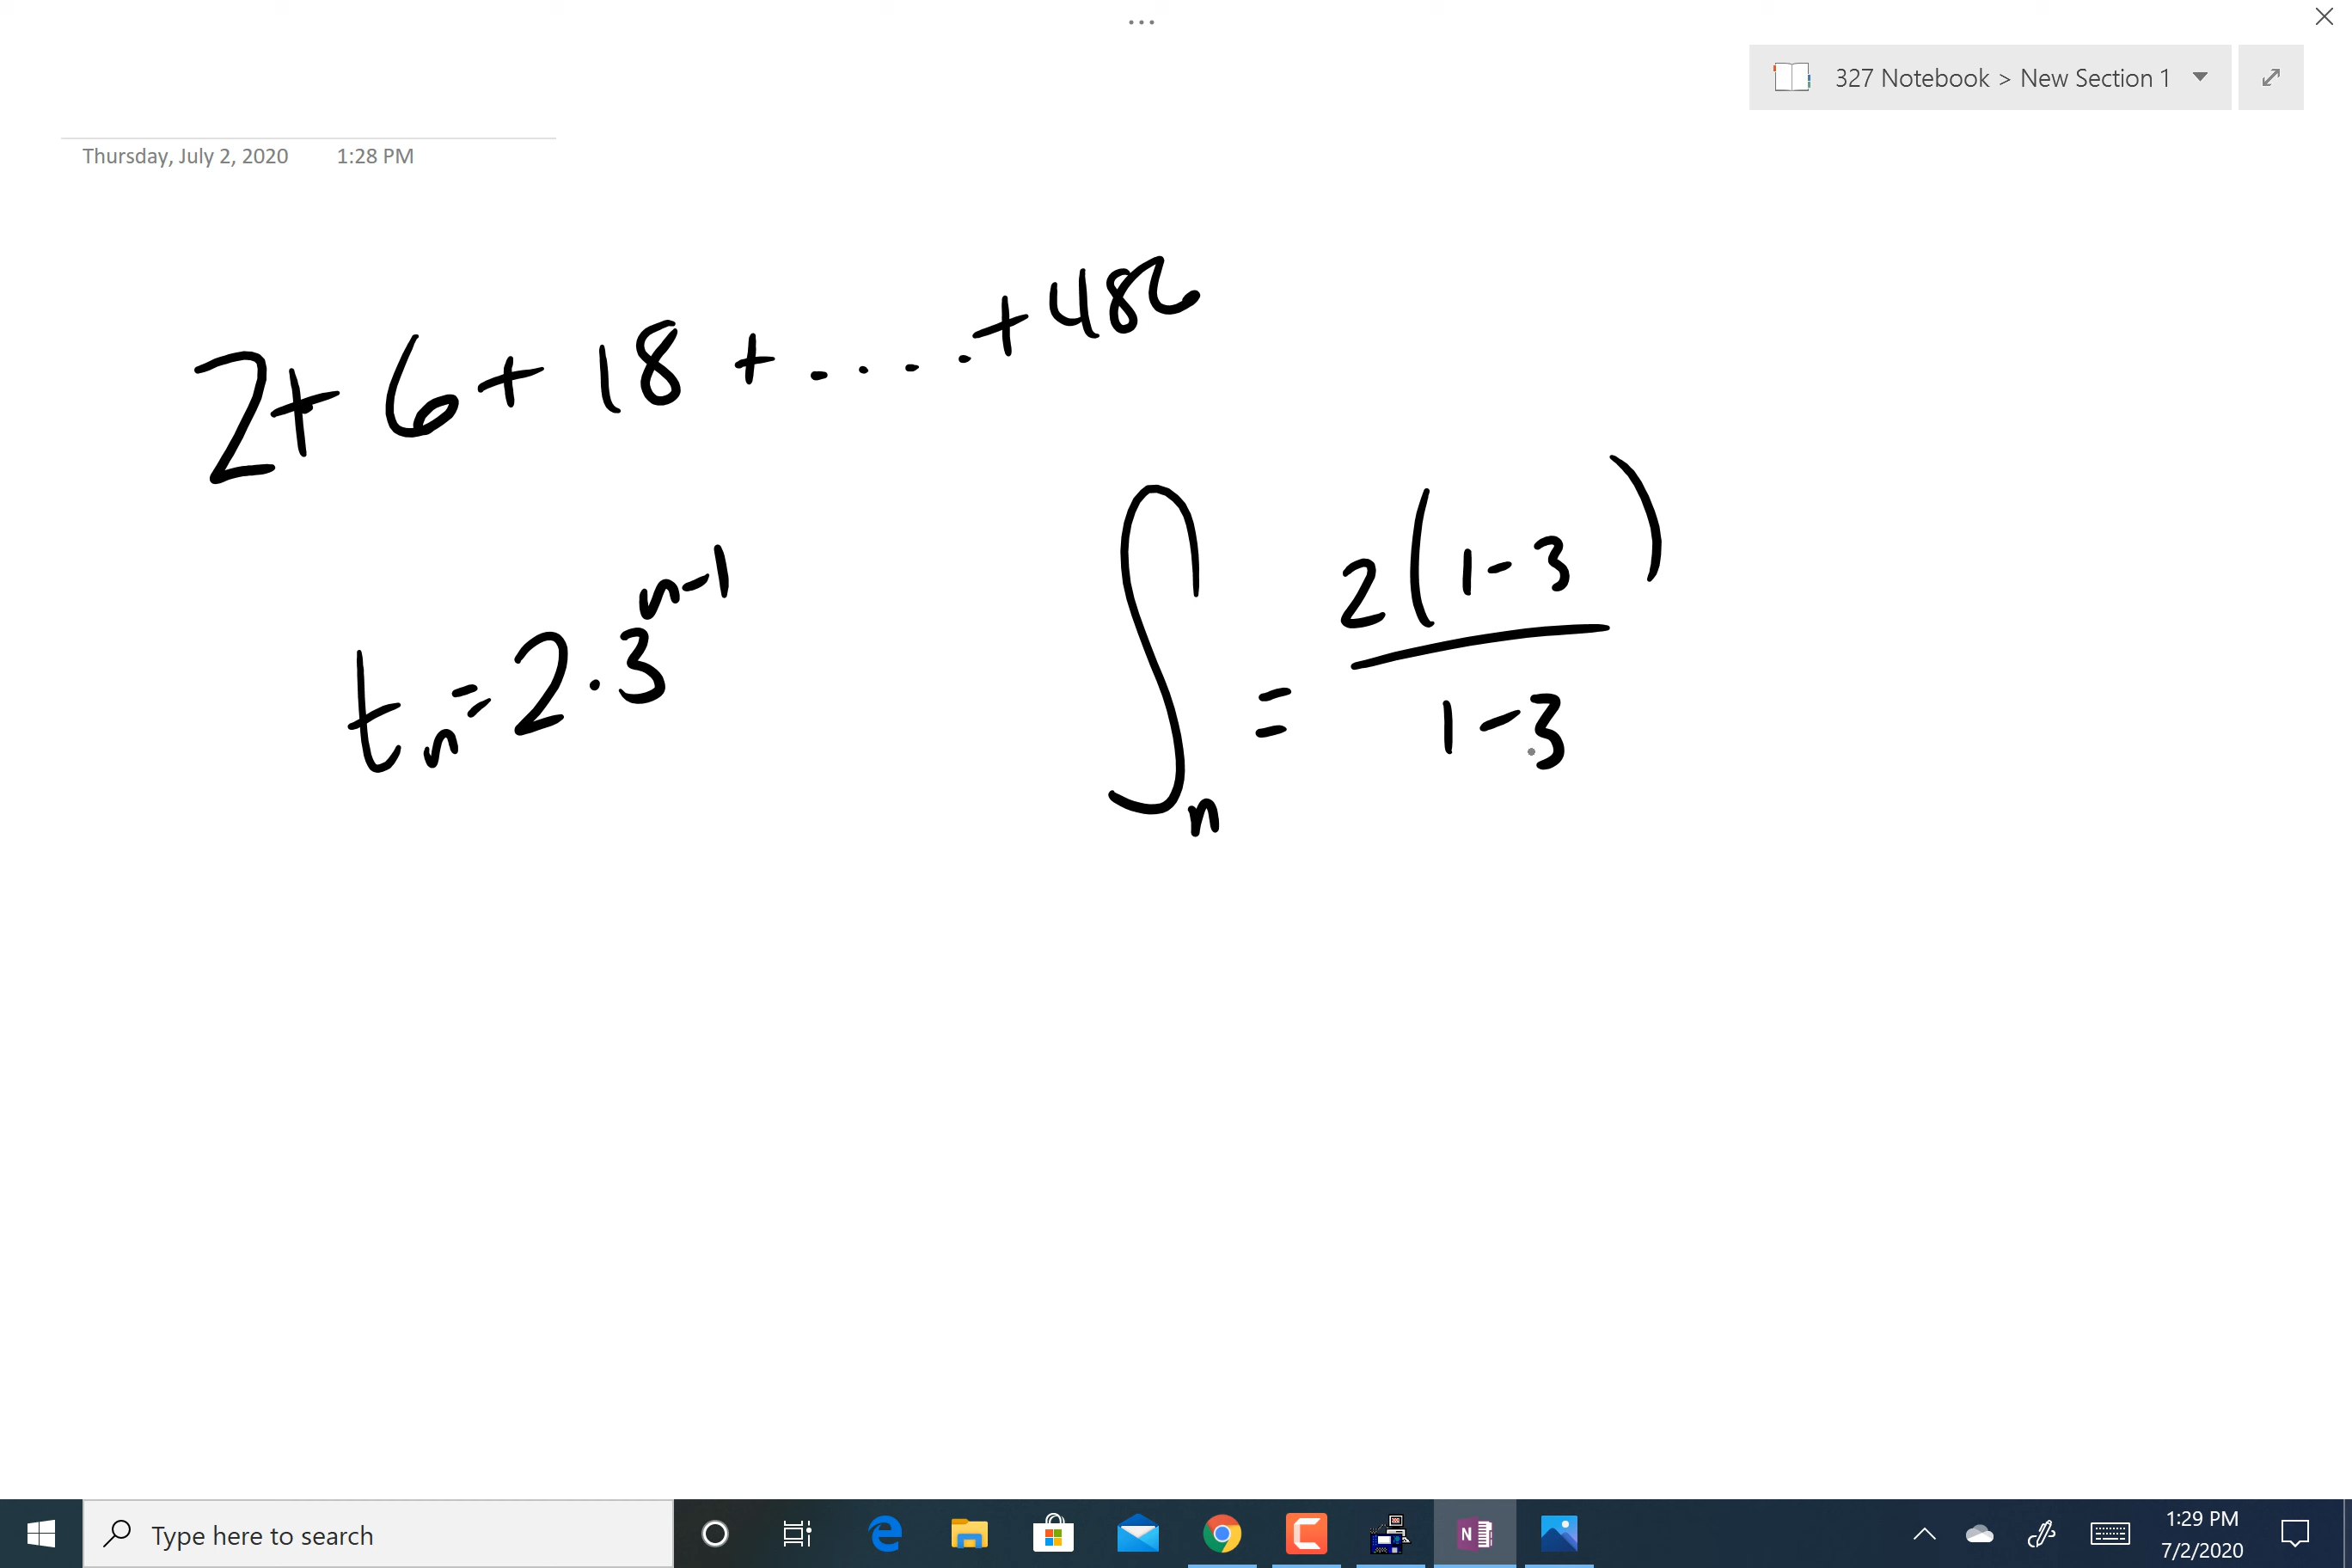 327 Notebook > New Section 1
Thursday, July 2, 2020 1:28 PM
2 + 6 + 18 + ..... + 486
tn = 2 · 3^(n-1)
Sn = 2(1-3 ) / 1-3
Type here to search
1:29 PM
7/2/2020